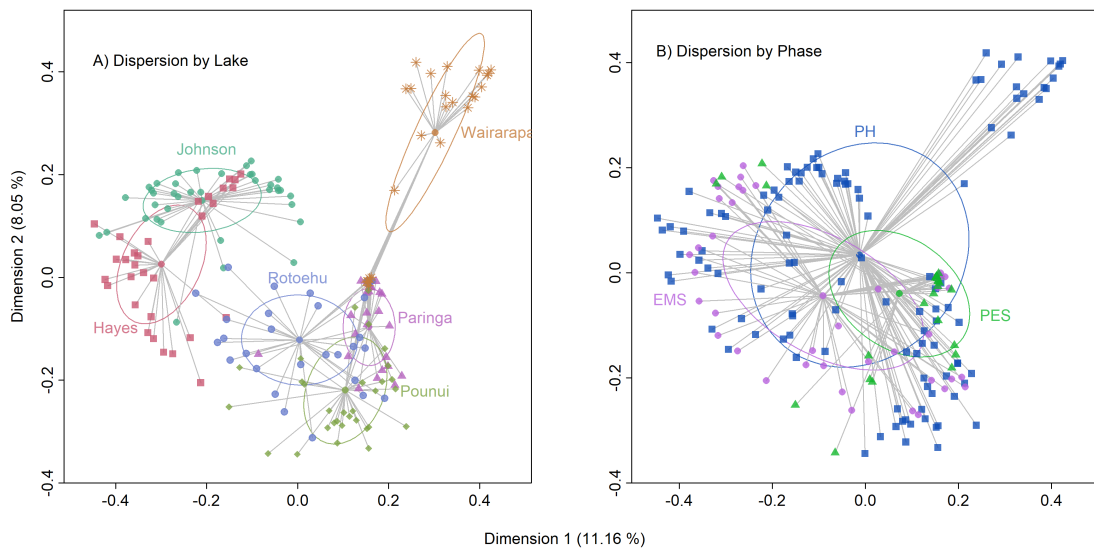 A) Dispersion by Lake
Wairarapa
Johnson
Rotoehu
Hayes
Paringa
Pounui
Dimension 2 (8.05 %)
0.4
0.2
0.0
-0.2
-0.4
-0.4
-0.2
0.0
0.2
0.4
B) Dispersion by Phase
PH
EMS
PES
0.4
0.2
0.0
-0.2
-0.4
-0.4
-0.2
0.0
0.2
0.4
Dimension 1 (11.16 %)